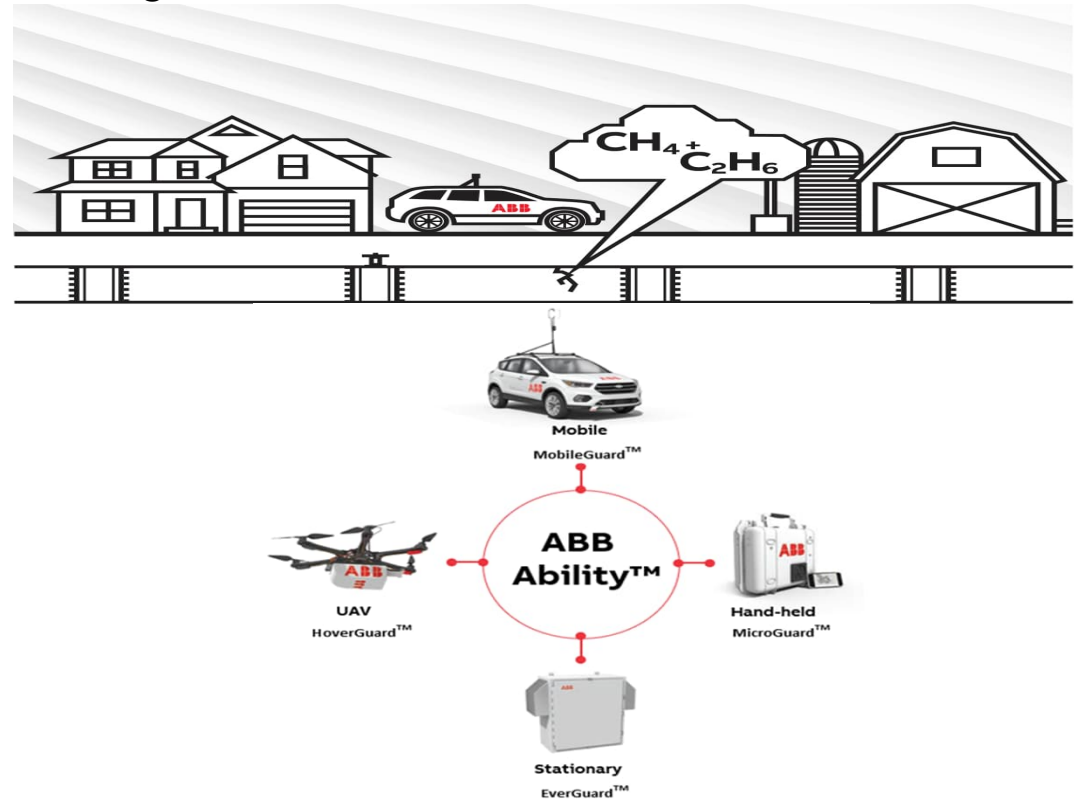 CH₄+
C₂H₆
ABB
ABB
Mobile
MobileGuard™
ABB
Ability™
ABB
UAV
HoverGuard™
ABB
Hand-held
MicroGuard™
ABB
Stationary
EverGuard™